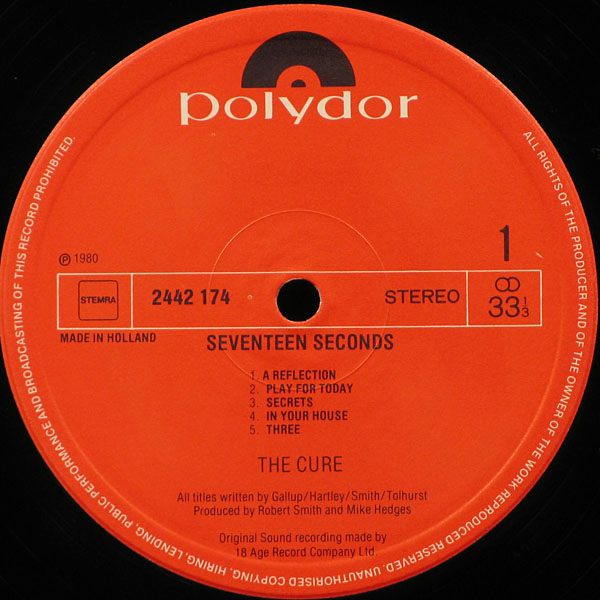 polydor
1
℗ 1980
STEMRA
2442 174
STEREO
33 1/3
MADE IN HOLLAND
SEVENTEEN SECONDS
1. A REFLECTION
2. PLAY FOR TODAY
3. SECRETS
4. IN YOUR HOUSE
5. THREE
THE CURE
All titles written by Gallup/Hartley/Smith/Tolhurst
Produced by Robert Smith and Mike Hedges
Original Sound recording made by
18 Age Record Company Ltd.
ALL RIGHTS OF THE PRODUCER AND OF THE OWNER OF THE WORK REPRODUCED RESERVED. UNAUTHORISED COPYING, HIRING, LENDING, PUBLIC PERFORMANCE AND BROADCASTING OF THIS RECORD PROHIBITED.